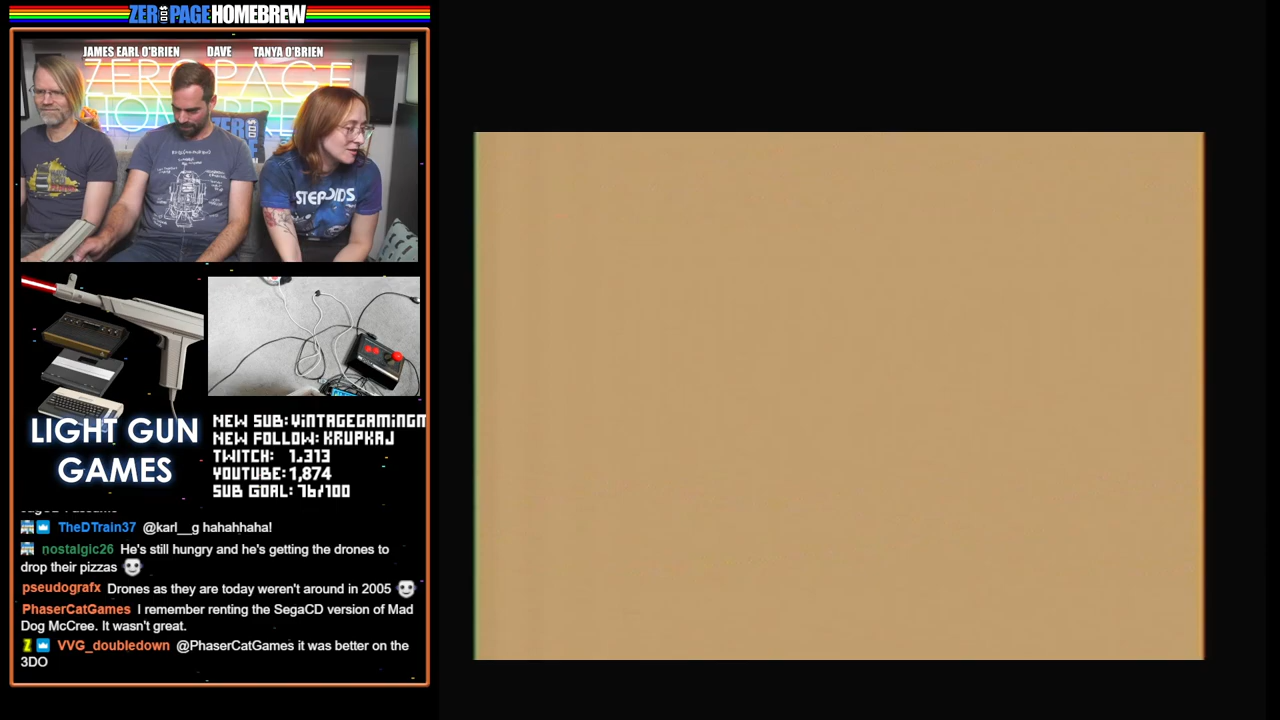 ZERO PAGE HOMEBREW
JAMES EARL O'BRIEN DAVE TANYA O'BRIEN
ZERO PAGE
LIGHT GUN
GAMES
NEW SUB: VINTAGEGAMINGM
NEW FOLLOW: KRUPKAJ
TWITCH: 1,313
YOUTUBE: 1,874
SUB GOAL: 76/100
TheDTrain37 @karl__g hahahhaha!
nostalgic26 He's still hungry and he's getting the drones to
drop their pizzas
pseudografx Drones as they are today weren't around in 2005
PhaserCatGames I remember renting the SegaCD version of Mad
Dog McCree. It wasn't great.
VVG_doubledown @PhaserCatGames it was better on the
3DO